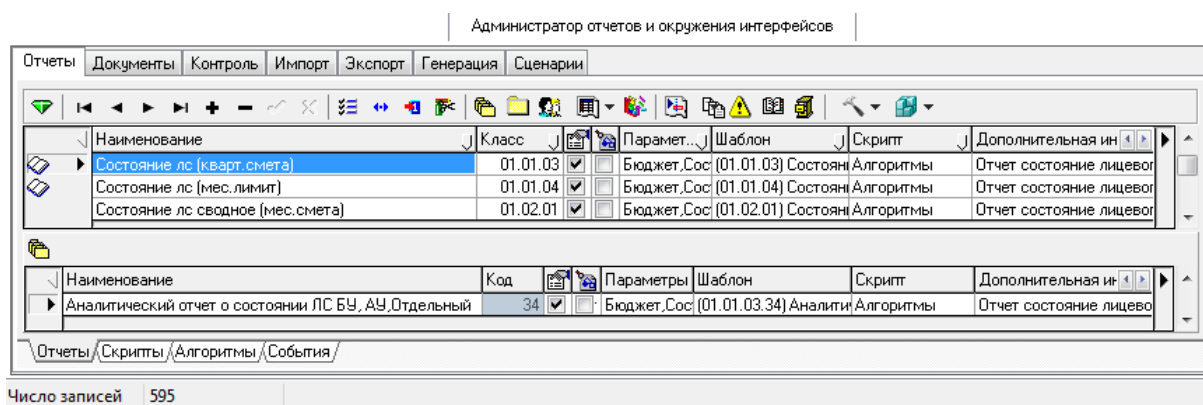 Администратор отчетов и окружения интерфейсов
Отчеты Документы Контроль Импорт Экспорт Генерация Сценарии
Наименование Класс Парамет... Шаблон Скрипт Дополнительная ин
Состояние лс (кварт.смета) 01.01.03 Бюджет,Сос (01.01.03) Состоян Алгоритмы Отчет состояние лицевог
Состояние лс (мес.лимит) 01.01.04 Бюджет,Сос (01.01.04) Состоян Алгоритмы Отчет состояние лицевог
Состояние лс сводное (мес.смета) 01.02.01 Бюджет,Сос (01.02.01) Состоян Алгоритмы Отчет состояние лицевог
Наименование Код Параметры Шаблон Скрипт Дополнительная ин
Аналитический отчет о состоянии ЛС БУ, АУ,Отдельный 34 Бюджет,Сос (01.01.03.34) Аналити Алгоритмы Отчет состояние лицево
Отчеты Скрипты Алгоритмы События
Число записей 595